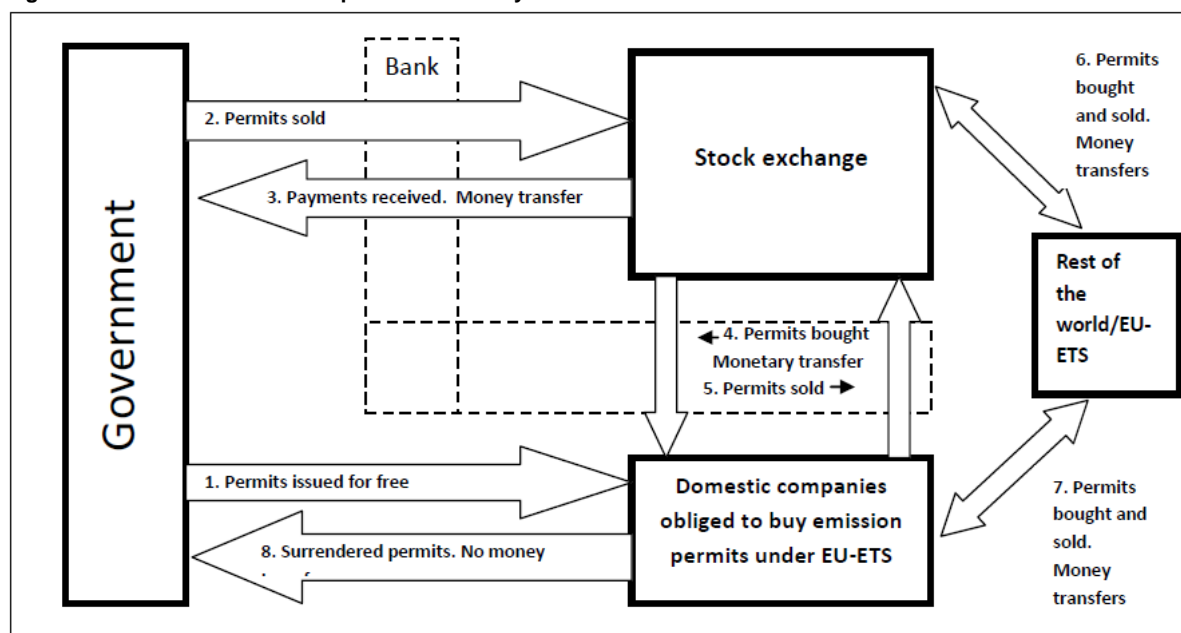 Government
Bank
2. Permits sold
3. Payments received.  Money transfer
Stock exchange
6. Permits
bought
and sold.
Money
transfers
Rest of
the
world/EU-
ETS
4. Permits bought
Monetary transfer
5. Permits sold
1. Permits issued for free
8. Surrendered permits. No money
Domestic companies
obliged to buy emission
permits under EU-ETS
7. Permits
bought and
sold.
Money
transfers